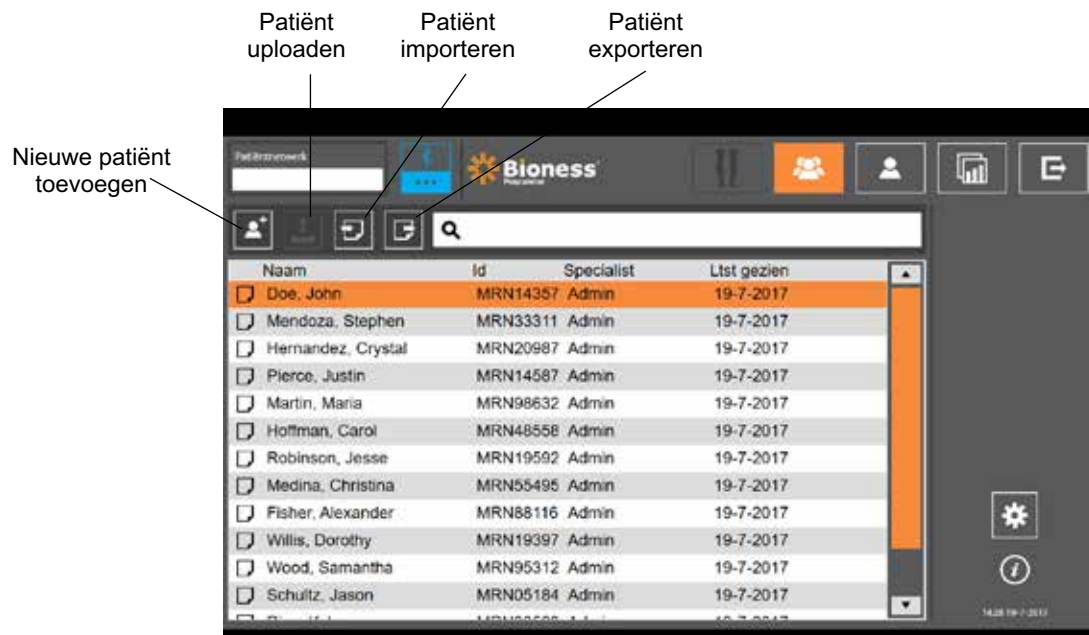 Patiënt
uploaden
Patiënt
importeren
Patiënt
exporteren
Nieuwe patiënt
toevoegen
Bioness
Naam Id Specialist Ltst gezien
Doe, John MRN14357 Admin 19-7-2017
Mendoza, Stephen MRN33311 Admin 19-7-2017
Hernandez, Crystal MRN20987 Admin 19-7-2017
Pierce, Justin MRN14587 Admin 19-7-2017
Martin, Maria MRN98632 Admin 19-7-2017
Hoffman, Carol MRN48558 Admin 19-7-2017
Robinson, Jesse MRN19592 Admin 19-7-2017
Medina, Christina MRN55495 Admin 19-7-2017
Fisher, Alexander MRN88116 Admin 19-7-2017
Willis, Dorothy MRN19397 Admin 19-7-2017
Wood, Samantha MRN95312 Admin 19-7-2017
Schultz, Jason MRN05184 Admin 19-7-2017